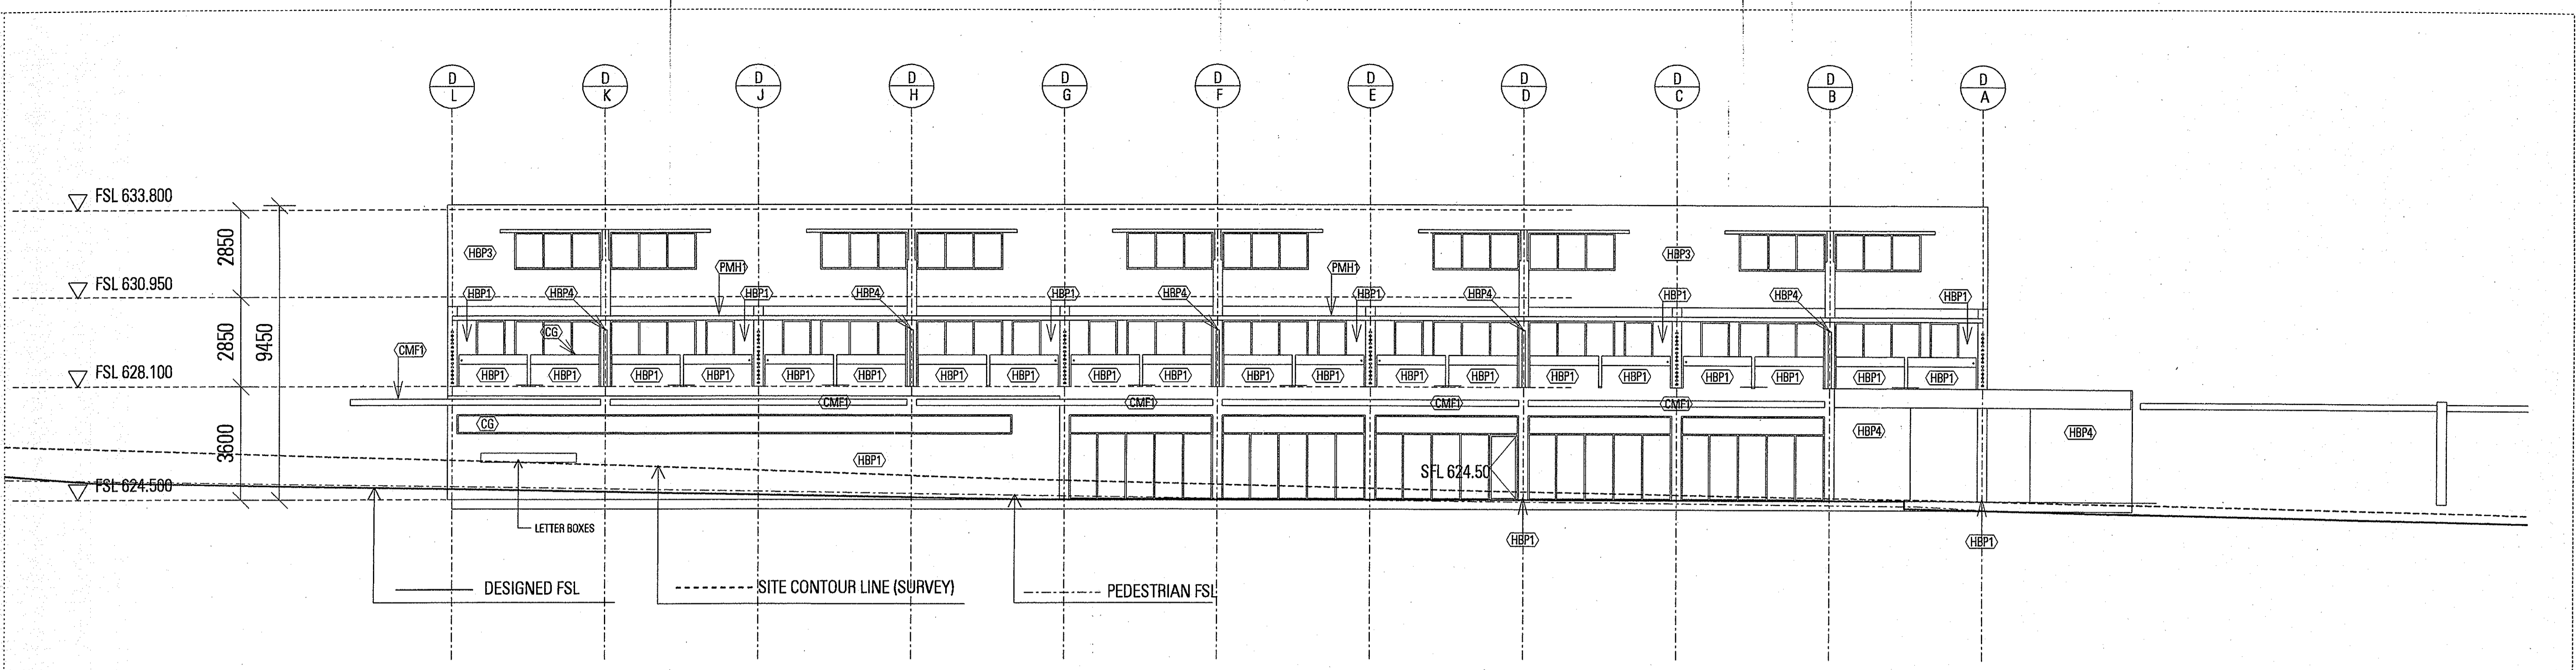 D D D D D D D D D D D
L K J H G F E D C B A
FSL 633.800
2850
HBP3 HBP3
PMH1 PMH1
FSL 630.950
HBP1 HBP4 HBP1 HBP4 HBP1 HBP4 HBP1 HBP4 HBP1 HBP4 HBP1
2850
9450
CG
CMF1
FSL 628.100
HBP1 HBP1 HBP1 HBP1 HBP1 HBP1 HBP1 HBP1 HBP1 HBP1 HBP1 HBP1 HBP1 HBP1 HBP1 HBP1 HBP1 HBP1 HBP1 HBP1
CMF1 CMF1 CMF1 CMF1
CG
3600
HBP1
HBP4 HBP4
SFL 624.50
FSL 624.500
LETTER BOXES
HBP1 HBP1
DESIGNED FSL
SITE CONTOUR LINE (SURVEY)
PEDESTRIAN FSL